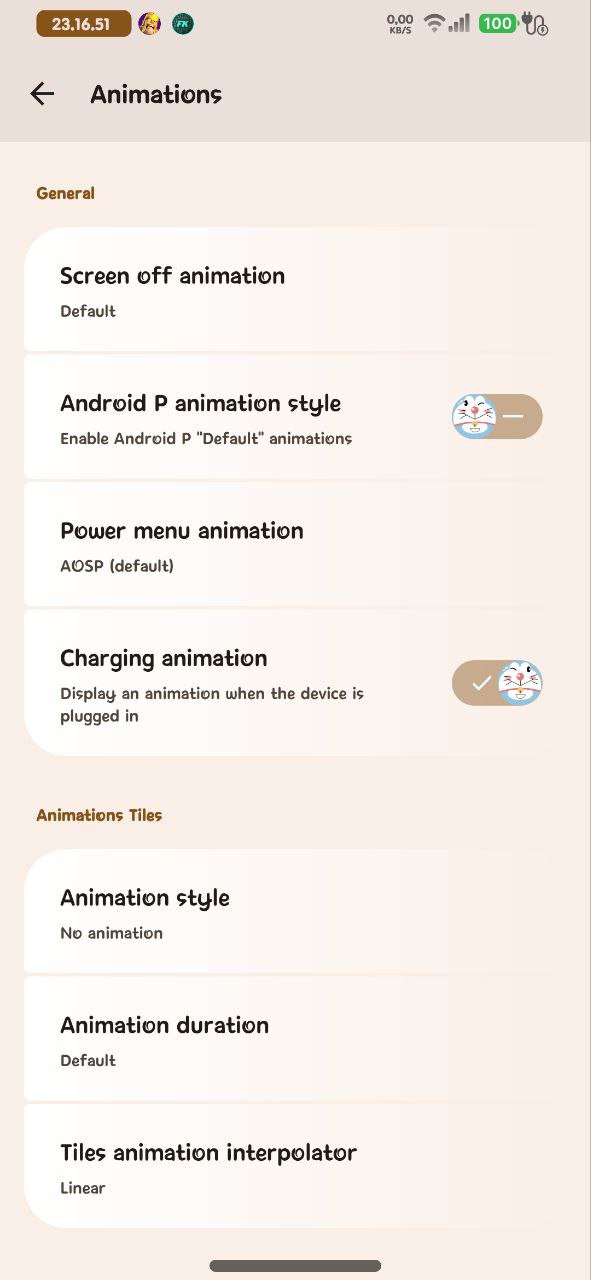 23.16.51
FK
0,00
KB/S
100
Animations
General
Screen off animation
Default
Android P animation style
Enable Android P "Default" animations
Power menu animation
AOSP (default)
Charging animation
Display an animation when the device is
plugged in
Animations Tiles
Animation style
No animation
Animation duration
Default
Tiles animation interpolator
Linear